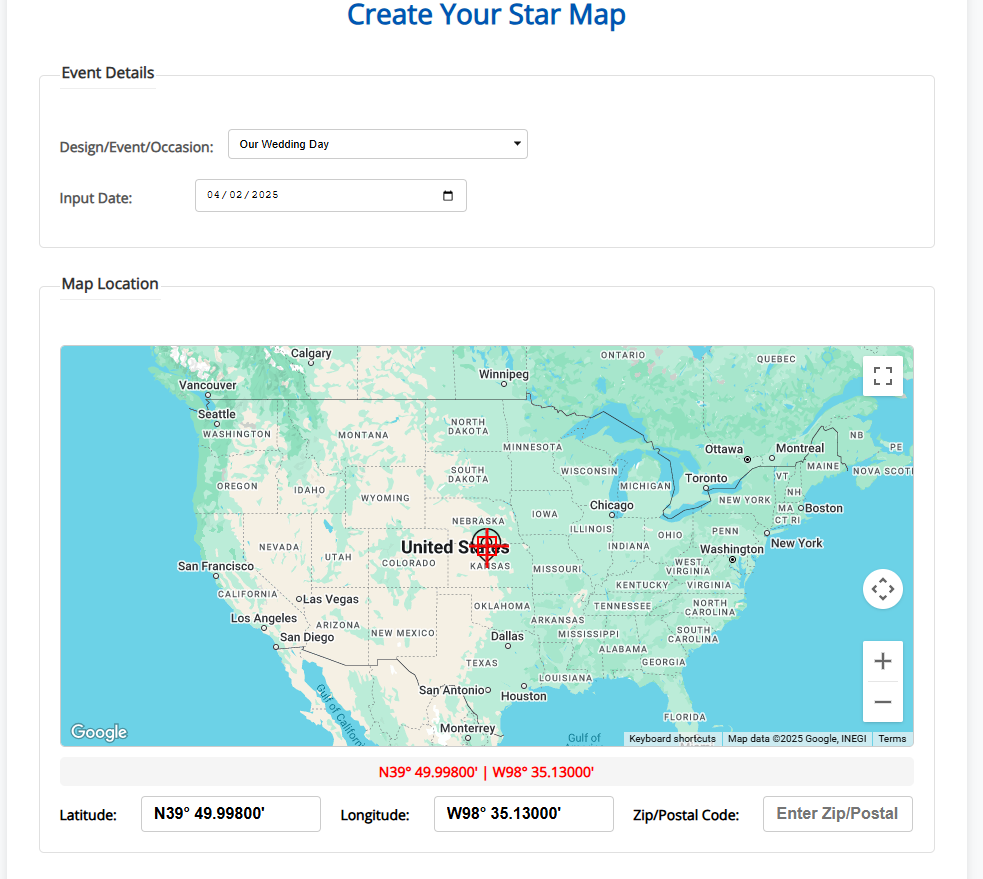 Create Your Star Map
Event Details
Design/Event/Occasion: Our Wedding Day
Input Date: 04/02/2025
Map Location
Calgary
ONTARIO
QUEBEC
Winnipeg
Vancouver
Seattle
WASHINGTON
MONTANA
NORTH
DAKOTA
MINNESOTA
Ottawa
Montreal
NB
PE
MAINE
NOVA SCOTI
SOUTH
DAKOTA
WISCONSIN
MICHIGAN
Toronto
VT
NH
OREGON
IDAHO
WYOMING
NEW YORK
MA
Boston
CT RI
Chicago
IOWA
NEBRASKA
ILLINOIS
INDIANA
OHIO
PENN
New York
Washington
NEVADA
UTAH
United States
COLORADO
KANSAS
MISSOURI
WEST
VIRGINIA
San Francisco
CALIFORNIA
KENTUCKY
VIRGINIA
Las Vegas
OKLAHOMA
TENNESSEE
NORTH
CAROLINA
Los Angeles
ARIZONA
NEW MEXICO
ARKANSAS
San Diego
Dallas
MISSISSIPPI
SOUTH
CAROLINA
ALABAMA
GEORGIA
TEXAS
LOUISIANA
San Antonio
Houston
Gulf of Californ
FLORIDA
Monterrey
Gulf of
Google
Keyboard shortcuts
Map data ©2025 Google, INEGI
Terms
N39° 49.99800' | W98° 35.13000'
Latitude: N39° 49.99800' Longitude: W98° 35.13000' Zip/Postal Code: Enter Zip/Postal